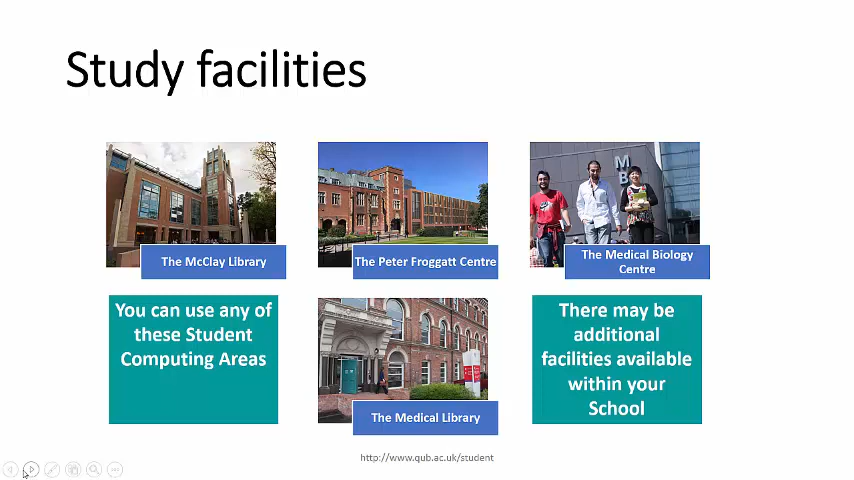 Study facilities
M
B
The McClay Library
The Peter Froggatt Centre
The Medical Biology
Centre
You can use any of
these Student
Computing Areas
The Medical Library
There may be
additional
facilities available
within your
School
http://www.qub.ac.uk/student